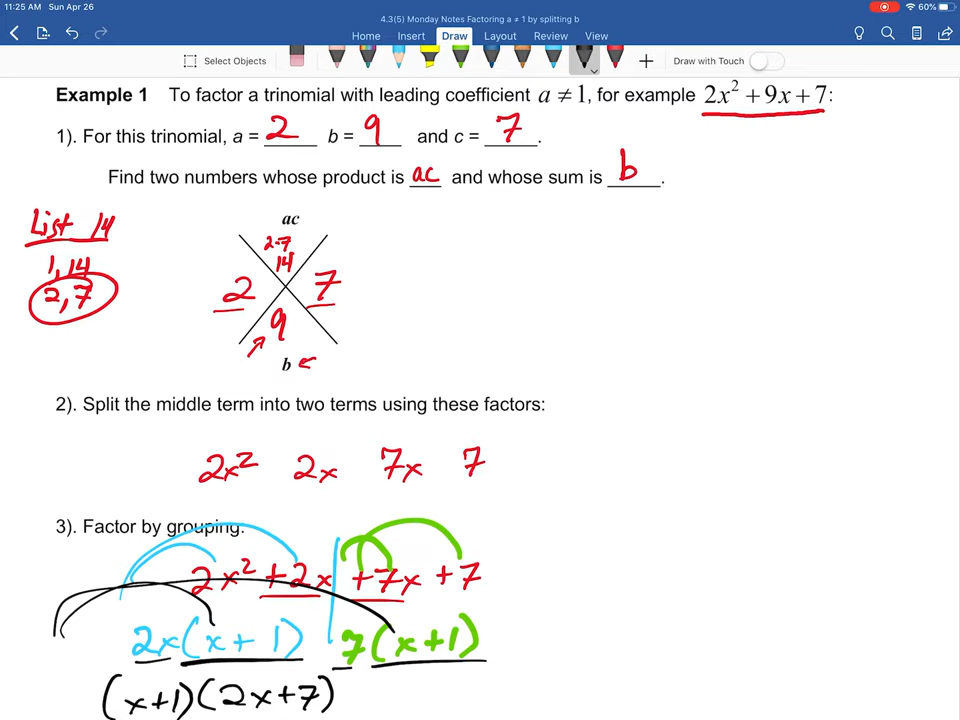 11:25 AM Sun Apr 26
60%
4.3(5) Monday Notes Factoring a ≠ 1 by splitting b
Home Insert Draw Layout Review View
Select Objects
Draw with Touch
Example 1 To factor a trinomial with leading coefficient a ≠ 1, for example 2x² + 9x + 7:
1). For this trinomial, a = 2 b = 9 and c = 7.
Find two numbers whose product is ac and whose sum is b.
List 14
1, 14
2, 7
ac
2·7
14
2 7
9
b
2). Split the middle term into two terms using these factors:
2x² 2x 7x 7
3). Factor by grouping:
2x² + 2x + 7x + 7
2x(x + 1) 7(x + 1)
(x+1)(2x+7)